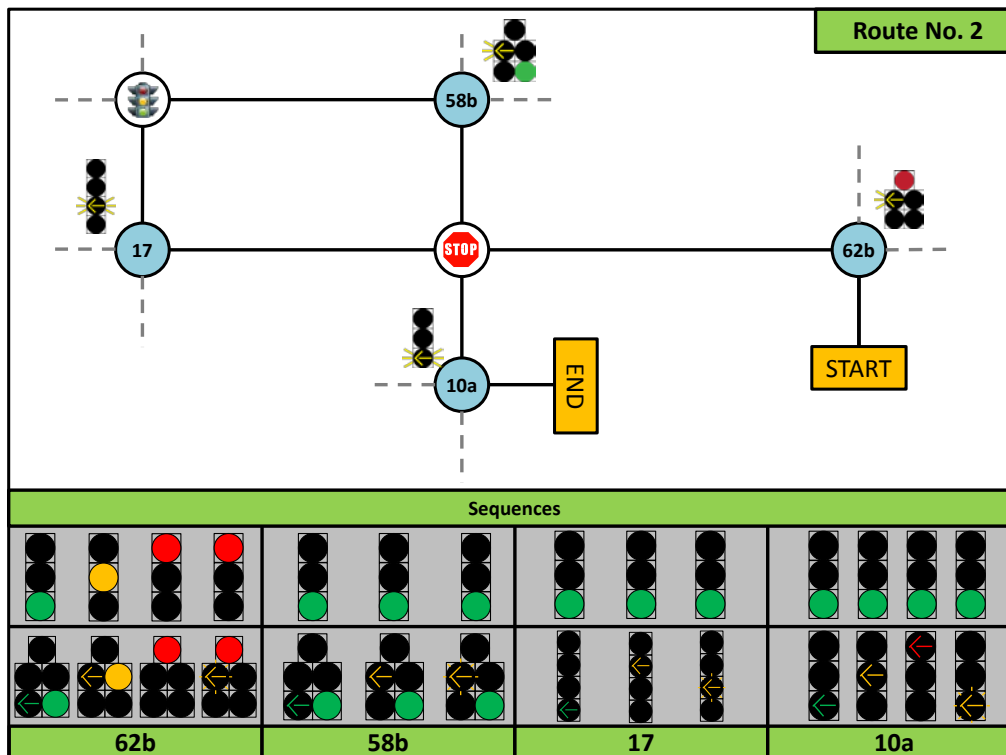 Route No. 2
58b
17
STOP
62b
START
10a
END
Sequences
62b
58b
17
10a